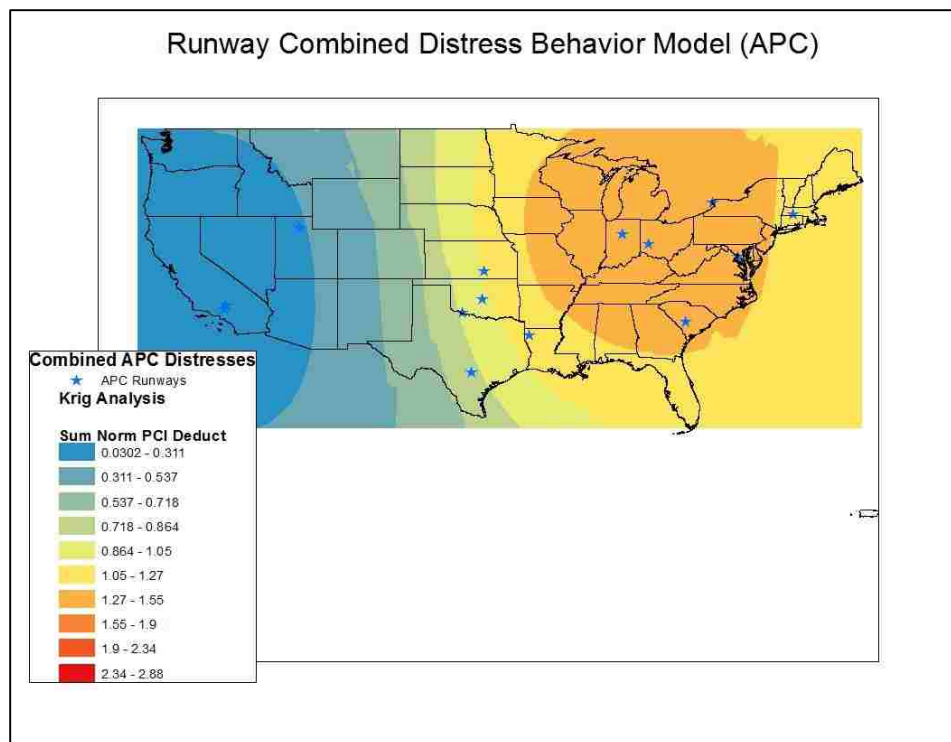 Runway Combined Distress Behavior Model (APC)
Combined APC Distresses
APC Runways
Krig Analysis
Sum Norm PCI Deduct
0.0302 - 0.311
0.311 - 0.537
0.537 - 0.718
0.718 - 0.864
0.864 - 1.05
1.05 - 1.27
1.27 - 1.55
1.55 - 1.9
1.9 - 2.34
2.34 - 2.88